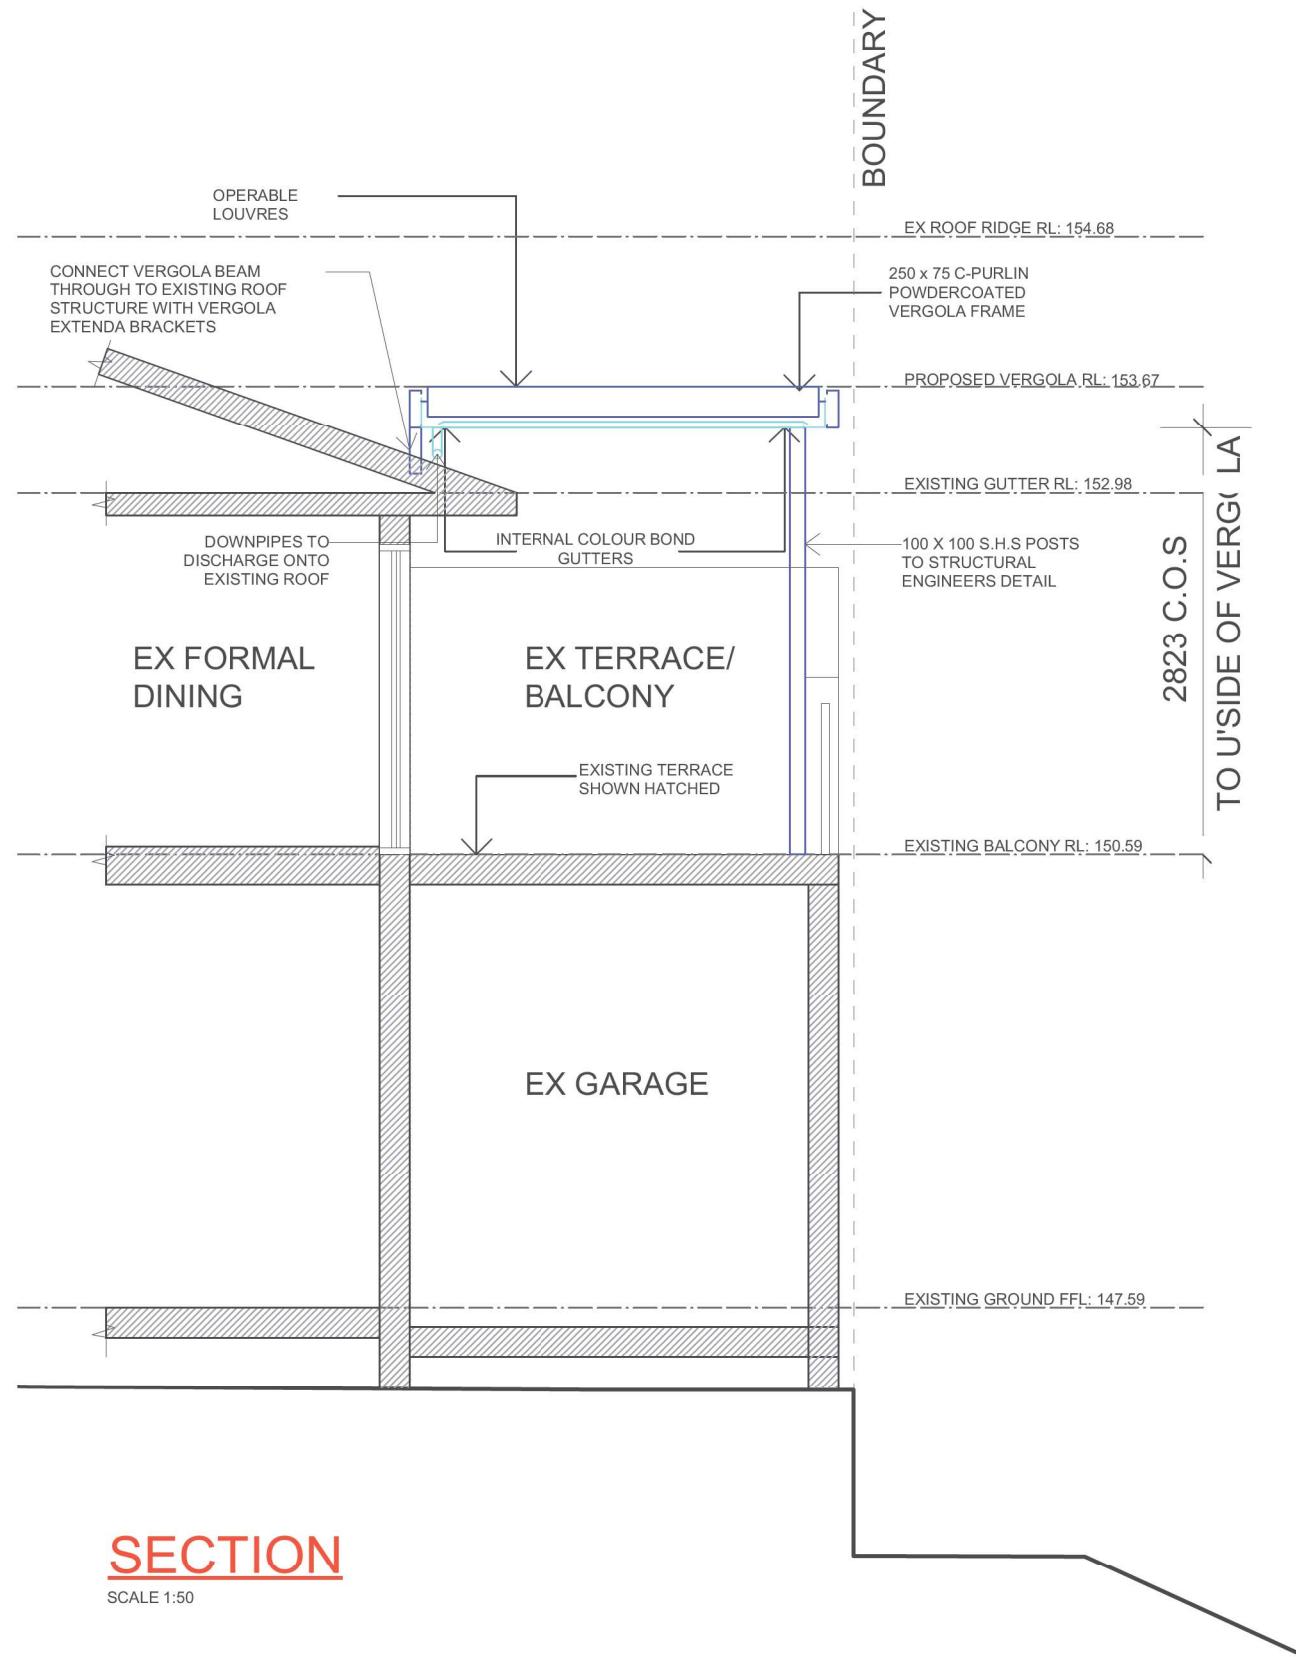 BOUNDARY
OPERABLE
LOUVRES
EX ROOF RIDGE RL: 154.68
CONNECT VERGOLA BEAM
THROUGH TO EXISTING ROOF
STRUCTURE WITH VERGOLA
EXTENDA BRACKETS
250 x 75 C-PURLIN
POWDERCOATED
VERGOLA FRAME
PROPOSED VERGOLA RL: 153.67
EXISTING GUTTER RL: 152.98
DOWNPIPES TO
DISCHARGE ONTO
EXISTING ROOF
INTERNAL COLOUR BOND
GUTTERS
100 X 100 S.H.S POSTS
TO STRUCTURAL
ENGINEERS DETAIL
2823 C.O.S
TO U'SIDE OF VERGOLA
EX FORMAL
DINING
EX TERRACE/
BALCONY
EXISTING TERRACE
SHOWN HATCHED
EXISTING BALCONY RL: 150.59
EX GARAGE
EXISTING GROUND FFL: 147.59
SECTION
SCALE 1:50